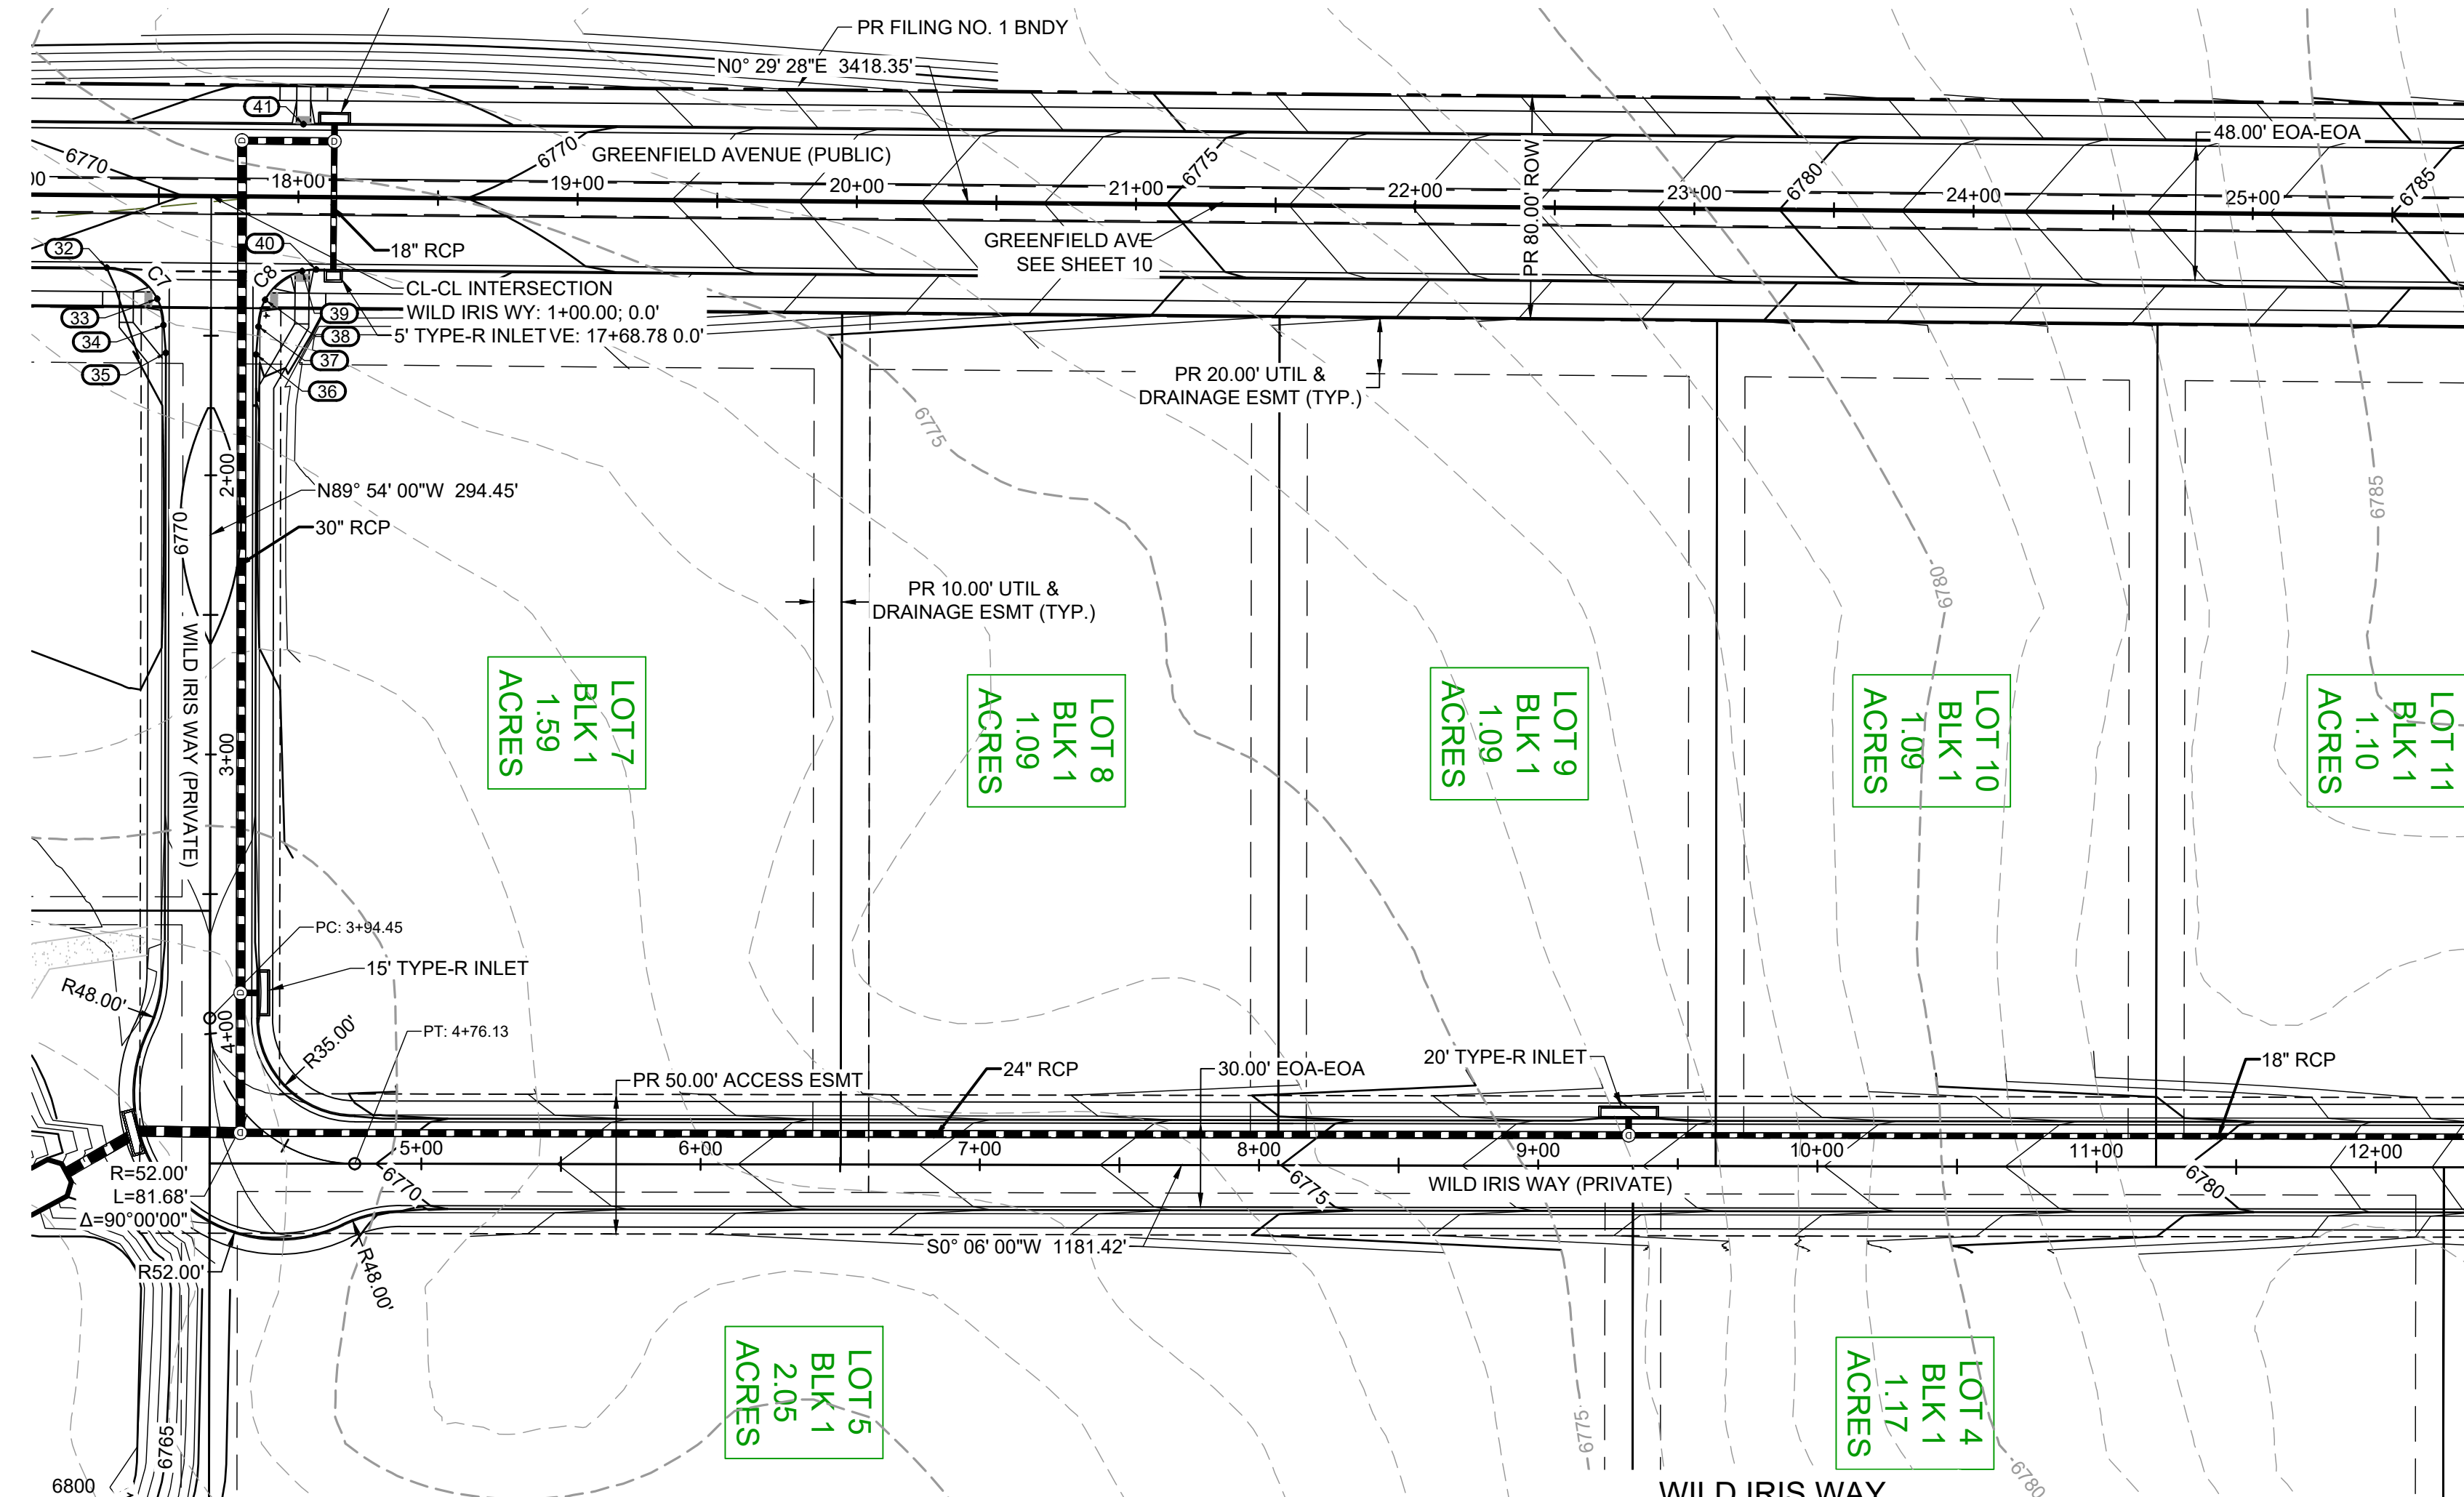 PR FILING NO. 1 BNDY
N0° 29' 28"E 3418.35'
41
48.00' EOA-EOA
6770
6770
GREENFIELD AVENUE (PUBLIC)
6775
PR 80.00' ROW
6780
6785
18+00
19+00
20+00
21+00
22+00
23+00
24+00
25+00
32
40
18" RCP
GREENFIELD AVE
SEE SHEET 10
C7
C8
CL-CL INTERSECTION
WILD IRIS WY: 1+00.00; 0.0'
33
39
34
38
5' TYPE-R INLET
VE: 17+68.78 0.0'
35
37
36
PR 20.00' UTIL &
DRAINAGE ESMT (TYP.)
6775
2+00
N89° 54' 00"W 294.45'
6785
6770
30" RCP
6780
PR 10.00' UTIL &
DRAINAGE ESMT (TYP.)
WILD IRIS WAY (PRIVATE)
3+00
LOT 7
BLK 1
1.59
ACRES
LOT 8
BLK 1
1.09
ACRES
LOT 9
BLK 1
1.09
ACRES
LOT 10
BLK 1
1.09
ACRES
LOT 11
BLK 1
1.10
ACRES
PC: 3+94.45
15' TYPE-R INLET
R48.00'
4+00
R35.00'
PT: 4+76.13
PR 50.00' ACCESS ESMT
24" RCP
30.00' EOA-EOA
20' TYPE-R INLET
18" RCP
5+00
6+00
7+00
8+00
9+00
10+00
11+00
12+00
R=52.00'
L=81.68'
Δ=90°00'00"
6770
6775
WILD IRIS WAY (PRIVATE)
6780
S0° 06' 00"W 1181.42'
R52.00'
R48.00'
LOT 5
BLK 1
2.05
ACRES
LOT 4
BLK 1
1.17
ACRES
6775
6765
6780
6800
WILD IRIS WAY